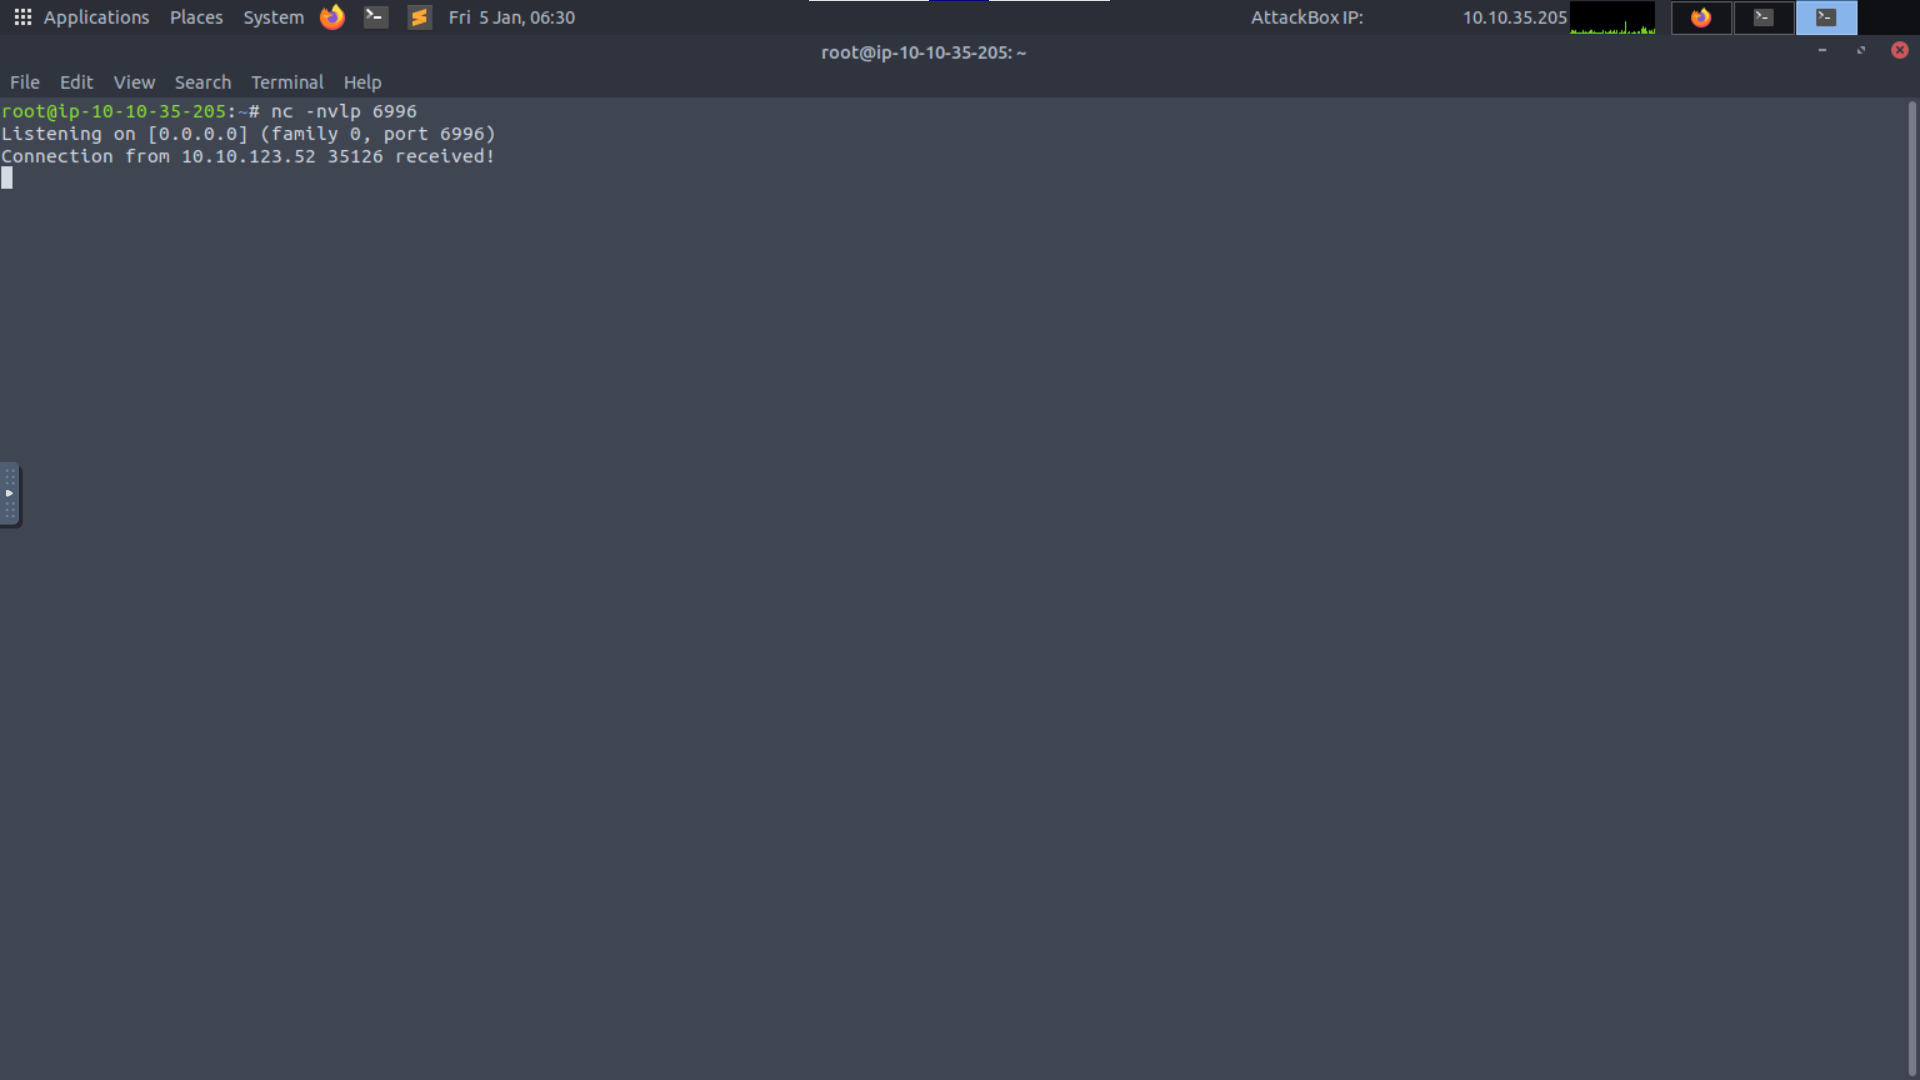 Applications Places System Fri 5 Jan, 06:30 AttackBox IP: 10.10.35.205
root@ip-10-10-35-205: ~
File Edit View Search Terminal Help
root@ip-10-10-35-205:~# nc -nvlp 6996
Listening on [0.0.0.0] (family 0, port 6996)
Connection from 10.10.123.52 35126 received!